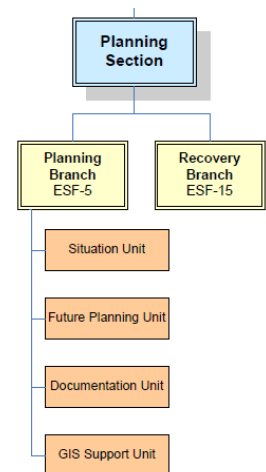 Planning
Section
Planning
Branch
ESF-5
Recovery
Branch
ESF-15
Situation Unit
Future Planning Unit
Documentation Unit
GIS Support Unit